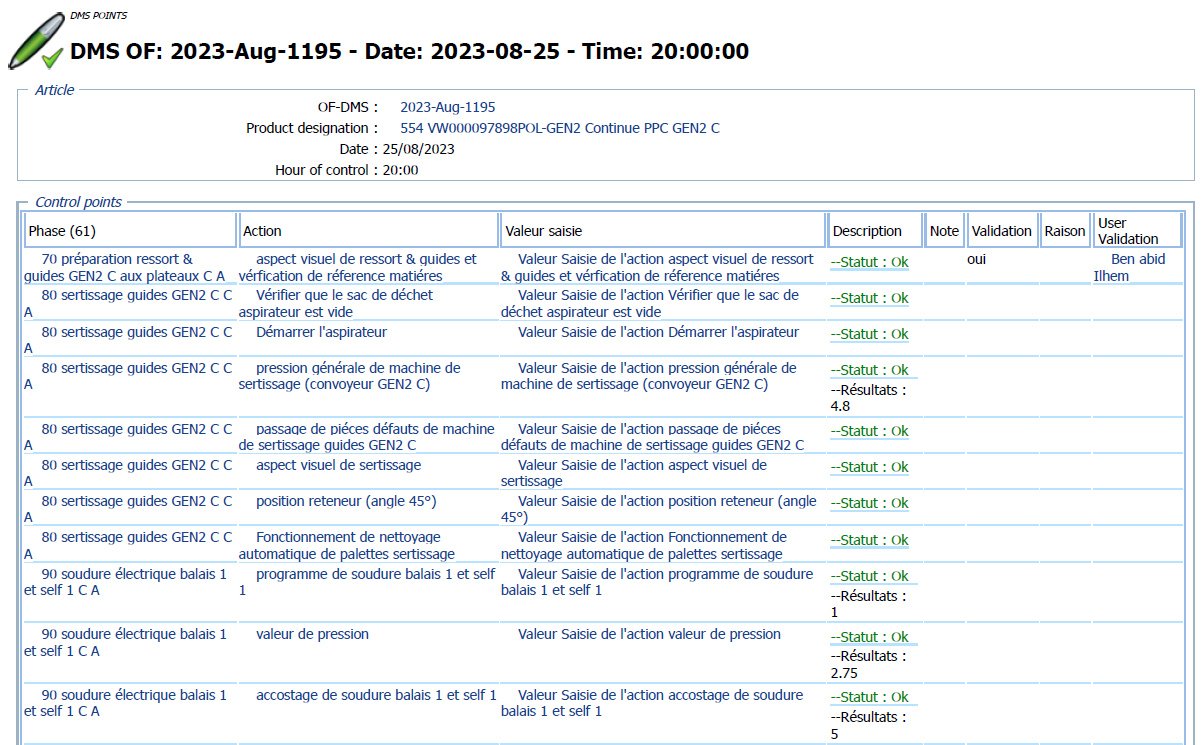 DMS POINTS
DMS OF: 2023-Aug-1195 - Date: 2023-08-25 - Time: 20:00:00
Article
OF-DMS : 2023-Aug-1195
Product designation : 554 VW000097898POL-GEN2 Continue PPC GEN2 C
Date : 25/08/2023
Hour of control : 20:00
Control points
Phase (61) Action Valeur saisie Description Note Validation Raison User Validation
70 préparation ressort & aspect visuel de ressort & guides et Valeur Saisie de l'action aspect visuel de ressort --Statut : Ok oui Ben abid
guides GEN2 C aux plateaux C A vérfication de réference matiéres & guides et vérfication de réference matiéres Ilhem
80 sertissage guides GEN2 C C Vérifier que le sac de déchet Valeur Saisie de l'action Vérifier que le sac de --Statut : Ok
A aspirateur est vide déchet aspirateur est vide
80 sertissage guides GEN2 C C Démarrer l'aspirateur Valeur Saisie de l'action Démarrer l'aspirateur --Statut : Ok
A
80 sertissage guides GEN2 C C pression générale de machine de Valeur Saisie de l'action pression générale de --Statut : Ok
A sertissage (convoyeur GEN2 C) machine de sertissage (convoyeur GEN2 C) --Résultats :
4.8
80 sertissage guides GEN2 C C passage de piéces défauts de machine Valeur Saisie de l'action passage de piéces --Statut : Ok
A de sertissage guides GEN2 C défauts de machine de sertissage guides GEN2 C
80 sertissage guides GEN2 C C aspect visuel de sertissage Valeur Saisie de l'action aspect visuel de --Statut : Ok
A sertissage
80 sertissage guides GEN2 C C position reteneur (angle 45°) Valeur Saisie de l'action position reteneur (angle --Statut : Ok
A 45°)
80 sertissage guides GEN2 C C Fonctionnement de nettoyage Valeur Saisie de l'action Fonctionnement de --Statut : Ok
A automatique de palettes sertissage nettoyage automatique de palettes sertissage
90 soudure électrique balais 1 programme de soudure balais 1 et self Valeur Saisie de l'action programme de soudure --Statut : Ok
et self 1 C A 1 balais 1 et self 1 --Résultats :
1
90 soudure électrique balais 1 valeur de pression Valeur Saisie de l'action valeur de pression --Statut : Ok
et self 1 C A --Résultats :
2.75
90 soudure électrique balais 1 accostage de soudure balais 1 et self 1 Valeur Saisie de l'action accostage de soudure --Statut : Ok
et self 1 C A balais 1 et self 1 --Résultats :
5